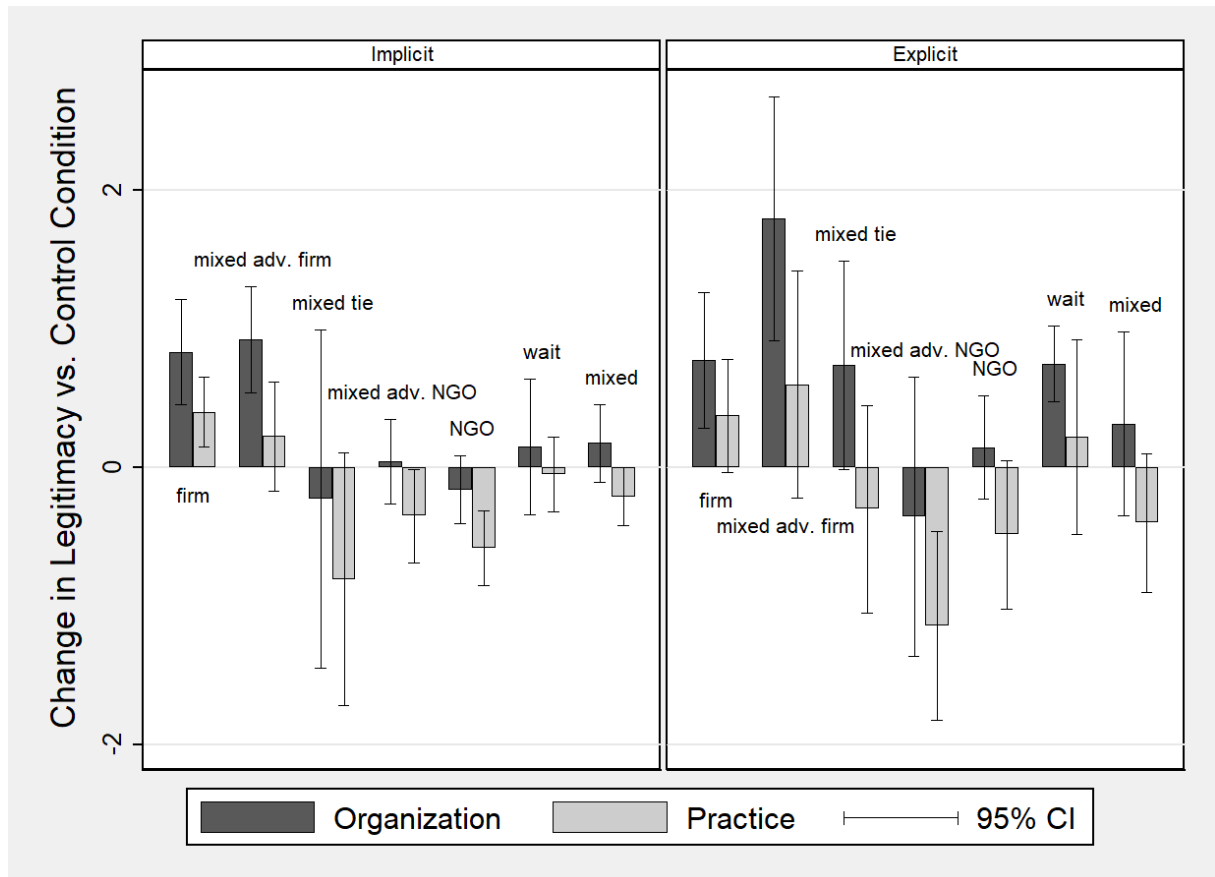 Implicit
Explicit
Change in Legitimacy vs. Control Condition
2
0
-2
mixed adv. firm
mixed tie
mixed adv. NGO
NGO
wait
mixed
firm
mixed tie
mixed adv. NGO
NGO
wait
mixed
firm
mixed adv. firm
Organization
Practice
95% CI